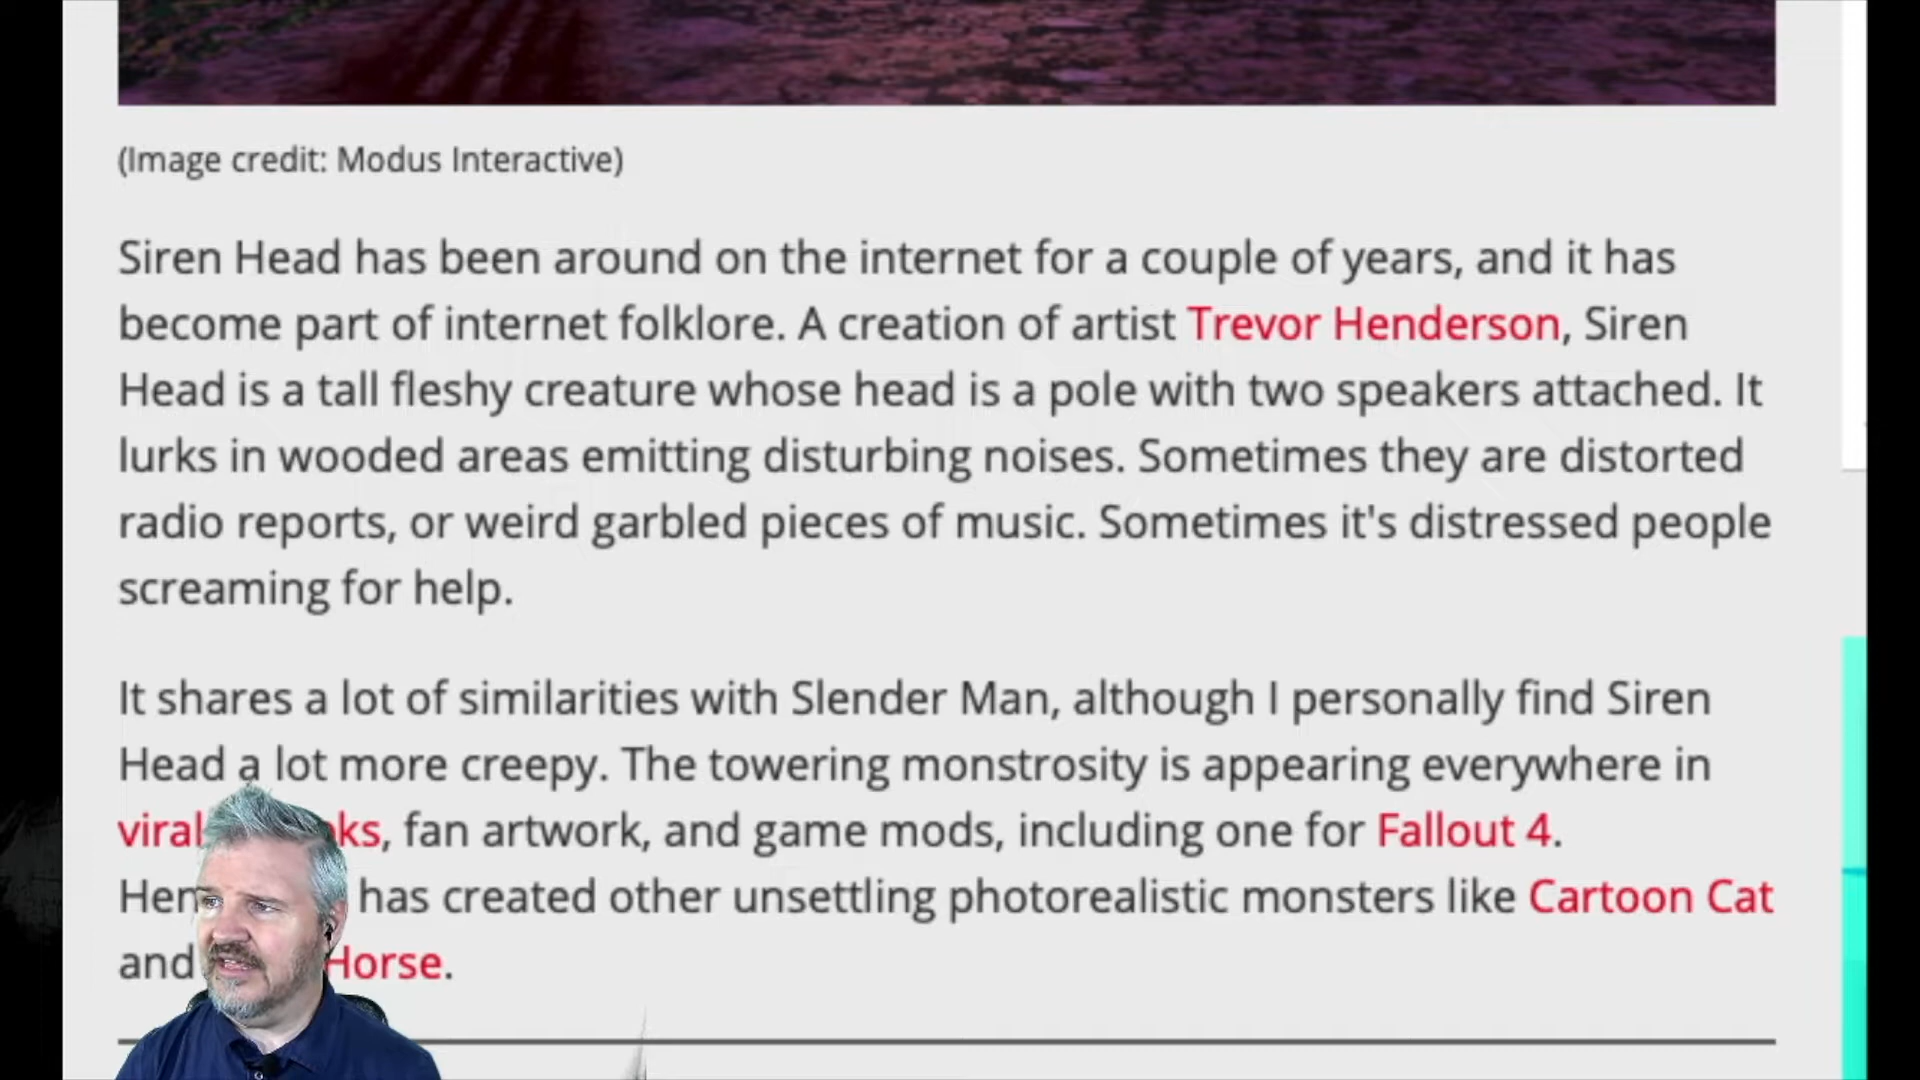 (Image credit: Modus Interactive)
Siren Head has been around on the internet for a couple of years, and it has
become part of internet folklore. A creation of artist Trevor Henderson, Siren
Head is a tall fleshy creature whose head is a pole with two speakers attached. It
lurks in wooded areas emitting disturbing noises. Sometimes they are distorted
radio reports, or weird garbled pieces of music. Sometimes it's distressed people
screaming for help.
It shares a lot of similarities with Slender Man, although I personally find Siren
Head a lot more creepy. The towering monstrosity is appearing everywhere in
viral ks, fan artwork, and game mods, including one for Fallout 4.
Hen has created other unsettling photorealistic monsters like Cartoon Cat
and Horse.